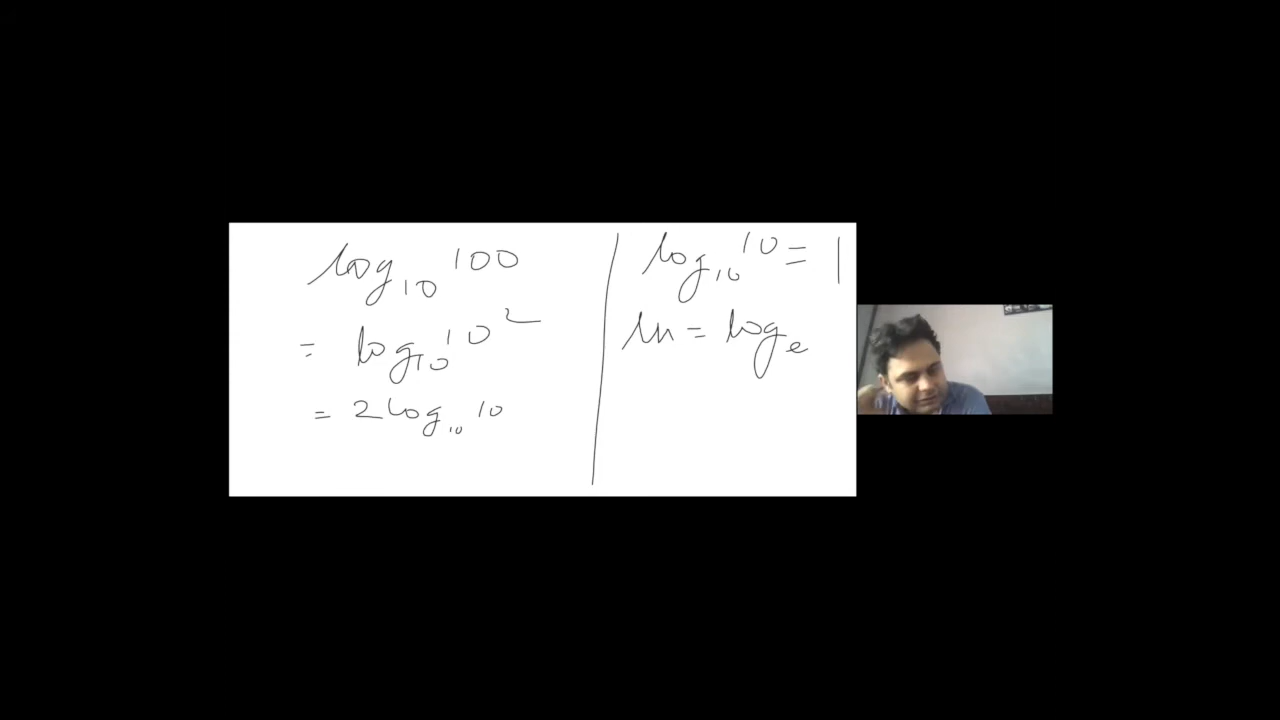 log₁₀ 100
= log₁₀ 10²
= 2 log₁₀ 10
log₁₀ 10 = 1
ln = logₑ